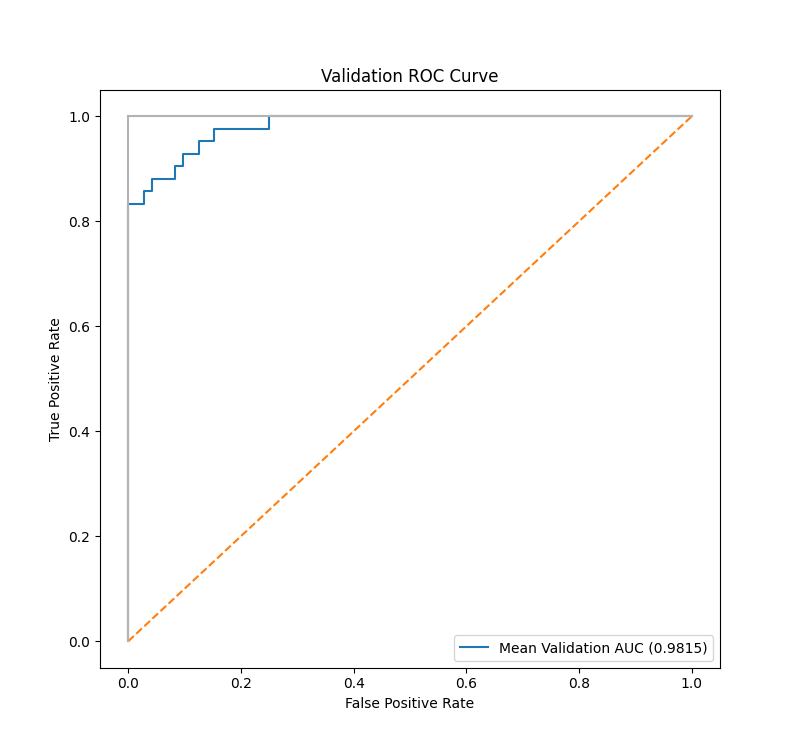 Validation ROC Curve
True Positive Rate
1.0
0.8
0.6
0.4
0.2
0.0
Mean Validation AUC (0.9815)
0.0 0.2 0.4 0.6 0.8 1.0
False Positive Rate